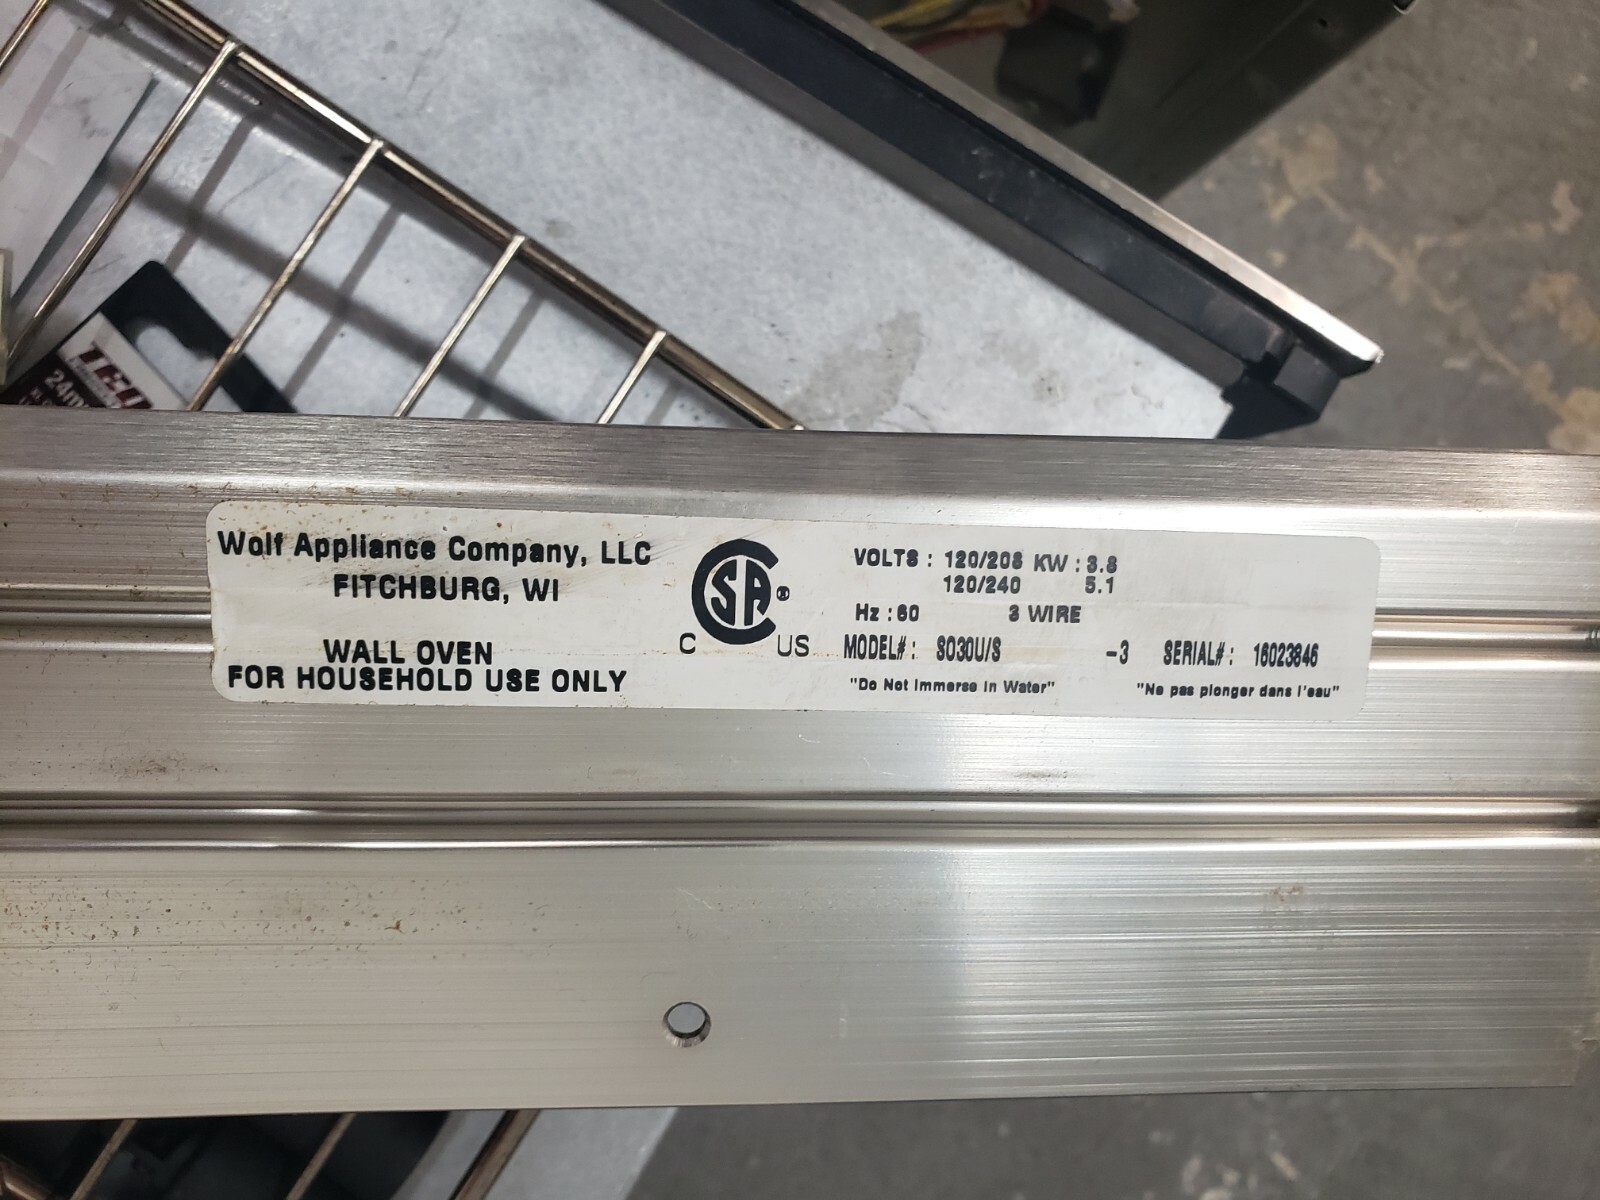 24m
Wolf Appliance Company, LLC
FITCHBURG, WI
WALL OVEN
FOR HOUSEHOLD USE ONLY
CSA®
C US
VOLTS : 120/208 KW : 3.8
120/240 5.1
Hz : 60 3 WIRE
MODEL# : SO30U/S -3 SERIAL# : 16023846
"Do Not Immerse In Water" "Ne pas plonger dans l'eau"